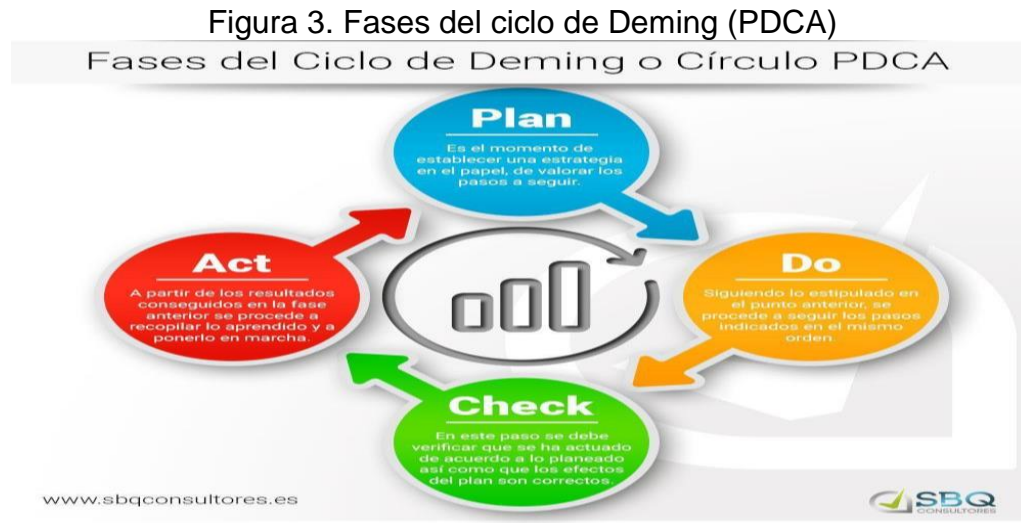 Figura 3. Fases del ciclo de Deming (PDCA)
Fases del Ciclo de Deming o Círculo PDCA
Plan
Es el momento de
establecer una estrategia
en el papel, de valorar los
pasos a seguir.
Do
Siguiendo lo estipulado en
el punto anterior, se
procede a seguir los pasos
indicados en el mismo
orden.
Check
En este paso se debe
verificar que se ha actuado
de acuerdo a lo planeado
así como que los efectos
del plan son correctos.
Act
A partir de los resultados
conseguidos en la fase
anterior se procede a
recopilar lo aprendido y a
ponerlo en marcha.
www.sbqconsultores.es
SBQ
CONSULTORES